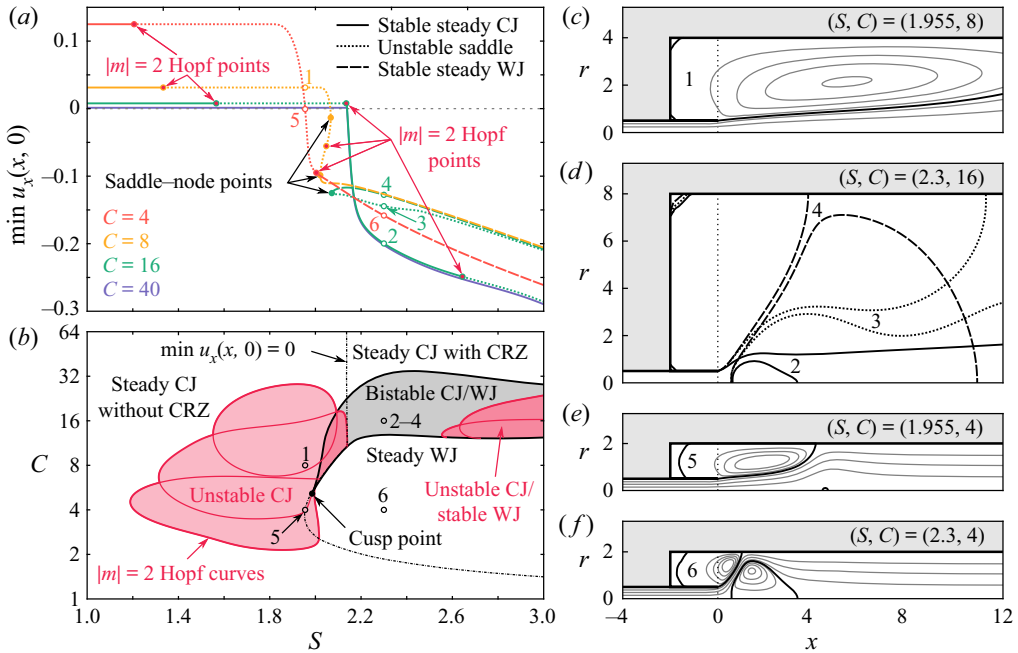 (a)
min u_x(x, 0)
0.1
0
−0.1
−0.2
−0.3
|m| = 2 Hopf points
Stable steady CJ
Unstable saddle
Stable steady WJ
|m| = 2 Hopf
points
Saddle–node points
1
5
4
3
6
2
C = 4
C = 8
C = 16
C = 40
(b)
C
64
32
16
8
4
2
1
min u_x(x, 0) = 0
Steady CJ with CRZ
Steady CJ
without CRZ
Bistable CJ/WJ
2–4
Steady WJ
1
Unstable CJ
6
Unstable CJ/
stable WJ
5
Cusp point
|m| = 2 Hopf curves
1.0 1.4 1.8 2.2 2.6 3.0
S
(c)
(S, C) = (1.955, 8)
r
4
2
0
1
(d)
(S, C) = (2.3, 16)
r
8
6
4
2
0
4
3
2
(e)
(S, C) = (1.955, 4)
r
2
0
5
(f)
(S, C) = (2.3, 4)
r
2
0
6
−4 0 4 8 12
x